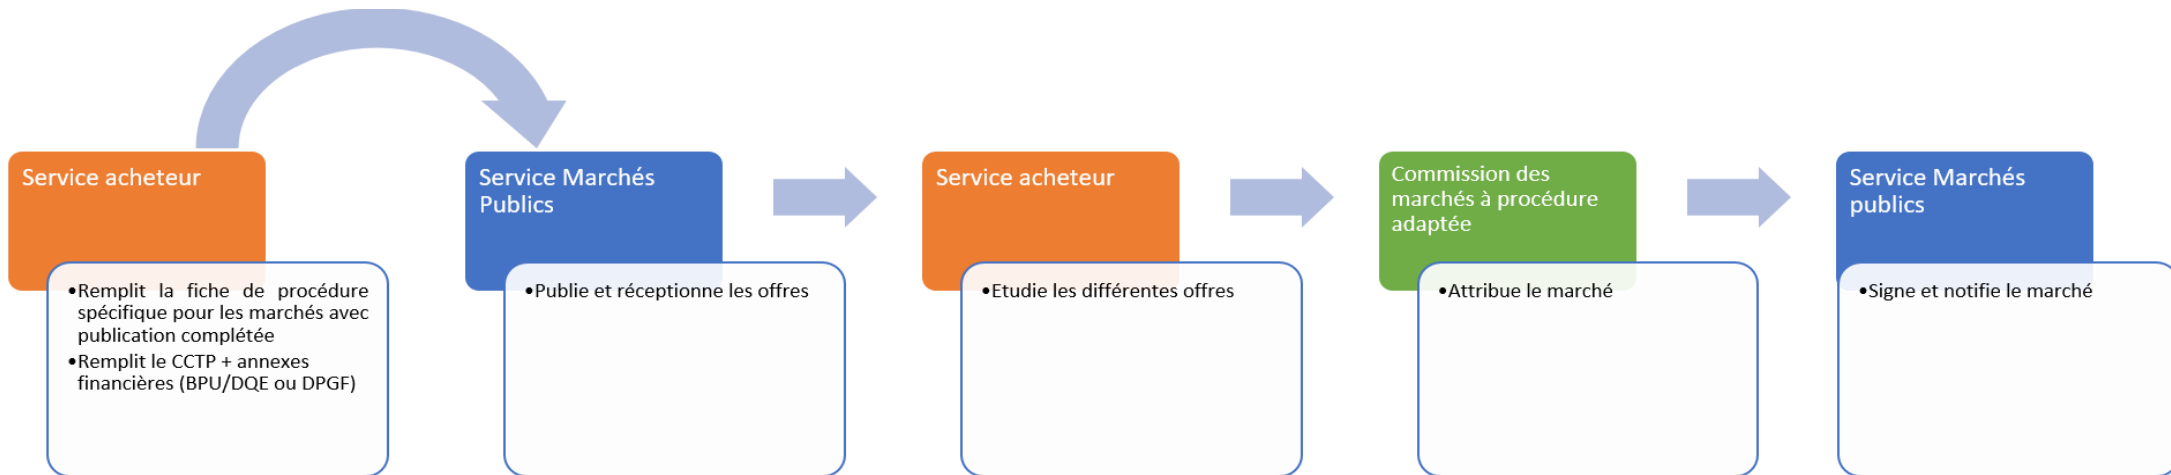 Service acheteur
•Remplit la fiche de procédure
spécifique pour les marchés avec
publication complétée
•Remplit le CCTP + annexes
financières (BPU/DQE ou DPGF)
Service Marchés
Publics
•Publie et réceptionne les offres
Service acheteur
•Etudie les différentes offres
Commission des
marchés à procédure
adaptée
•Attribue le marché
Service Marchés
publics
•Signe et notifie le marché